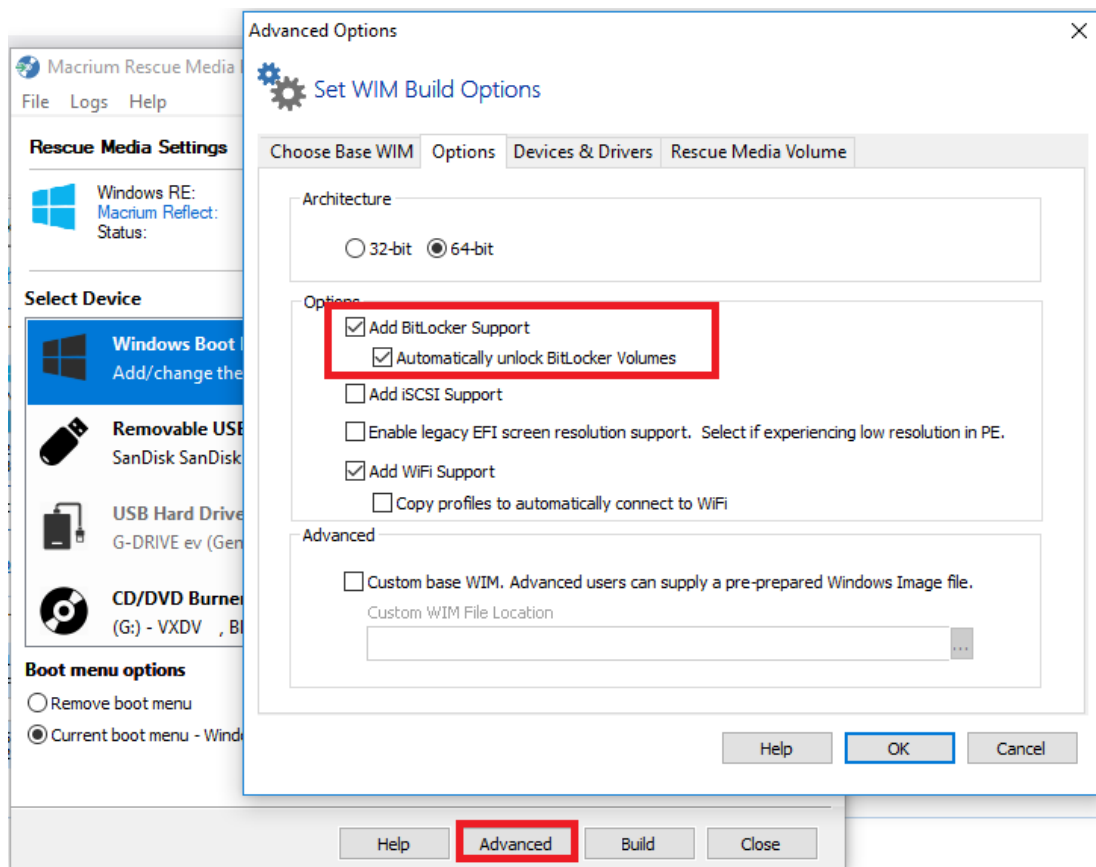 Macrium Rescue Media
File Logs Help
Rescue Media Settings
Windows RE:
Macrium Reflect:
Status:
Select Device
Windows Boot
Add/change the
Removable USB
SanDisk SanDisk
USB Hard Drive
G-DRIVE ev (Gen
CD/DVD Burner
(G:) - VXDV , Bl
Boot menu options
Remove boot menu
Current boot menu - Wind
Help Advanced Build Close
Advanced Options
Set WIM Build Options
Choose Base WIM Options Devices & Drivers Rescue Media Volume
Architecture
32-bit 64-bit
Options
Add BitLocker Support
Automatically unlock BitLocker Volumes
Add iSCSI Support
Enable legacy EFI screen resolution support. Select if experiencing low resolution in PE.
Add WiFi Support
Copy profiles to automatically connect to WiFi
Advanced
Custom base WIM. Advanced users can supply a pre-prepared Windows Image file.
Custom WIM File Location
...
Help OK Cancel